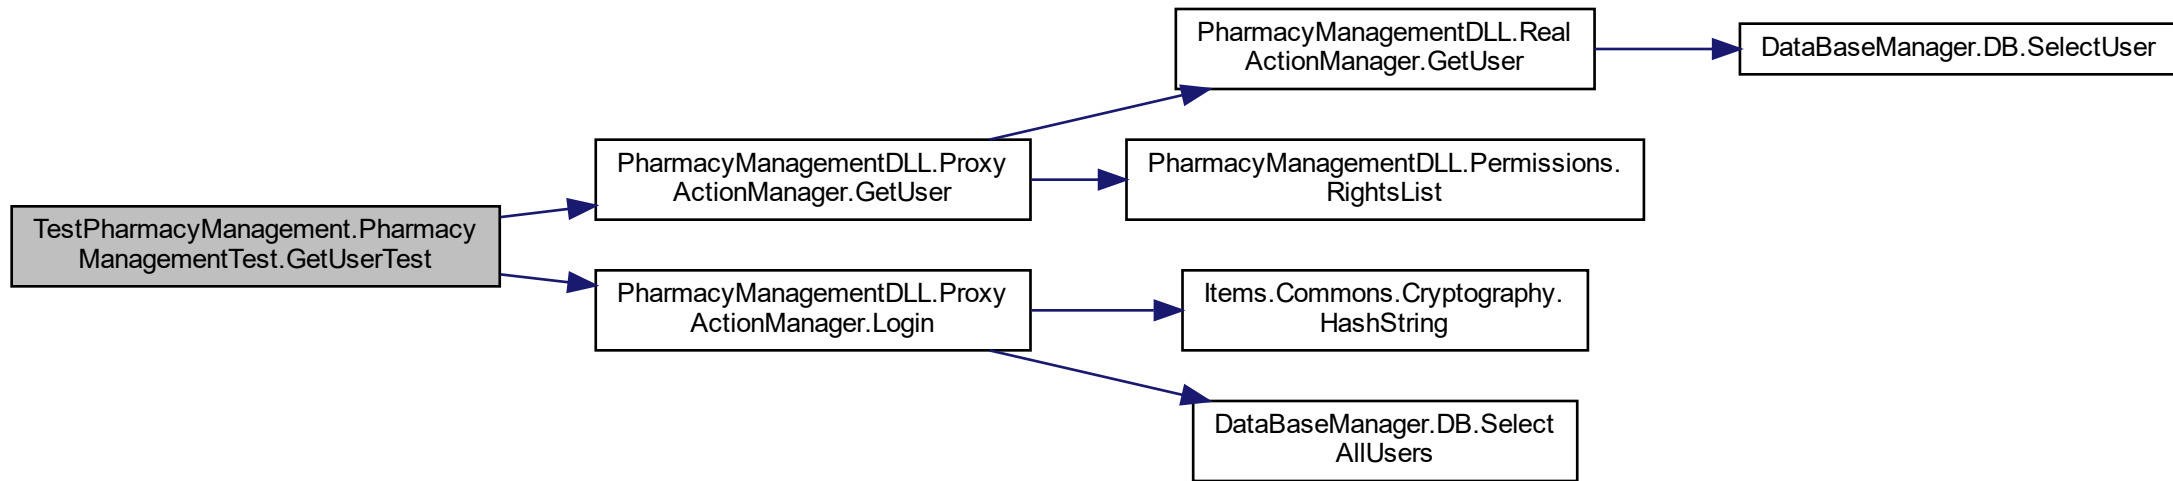 TestPharmacyManagement.Pharmacy
ManagementTest.GetUserTest
PharmacyManagementDLL.Proxy
ActionManager.GetUser
PharmacyManagementDLL.Real
ActionManager.GetUser
DataBaseManager.DB.SelectUser
PharmacyManagementDLL.Permissions.
RightsList
PharmacyManagementDLL.Proxy
ActionManager.Login
Items.Commons.Cryptography.
HashString
DataBaseManager.DB.Select
AllUsers